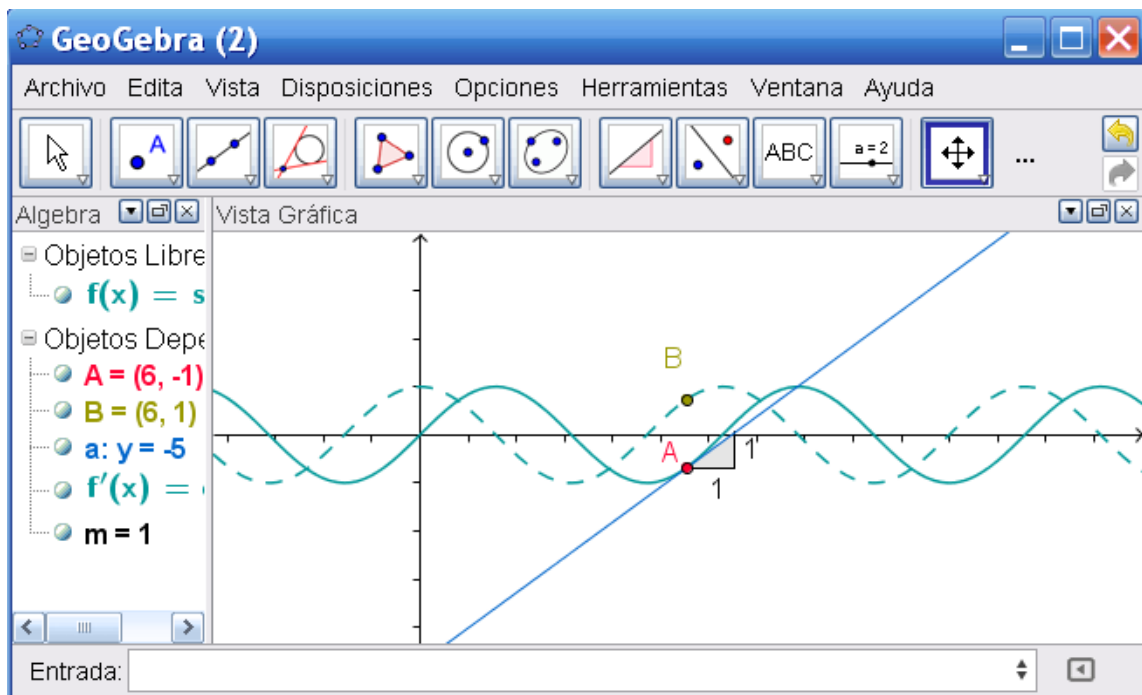 GeoGebra (2)
Archivo Edita Vista Disposiciones Opciones Herramientas Ventana Ayuda
A ABC a = 2 ...
Algebra Vista Gráfica
Objetos Libre
f(x) = s
Objetos Depe
A = (6, -1)
B = (6, 1)
a: y = -5
f'(x) =
m = 1
B
A
1
1
Entrada: